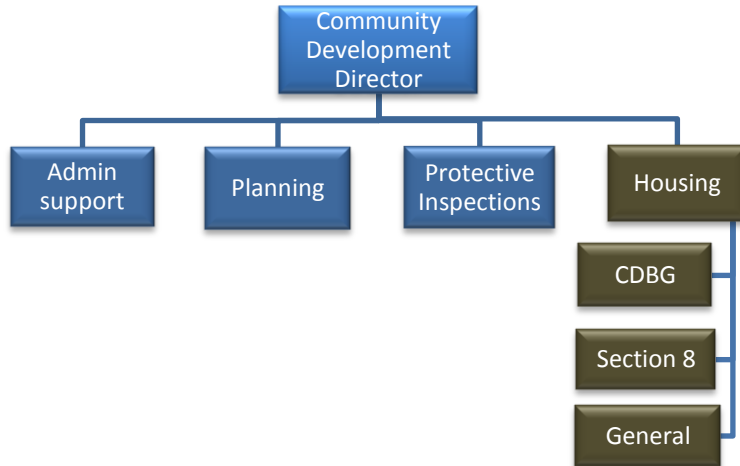 Community
Development
Director
Admin
support
Planning
Protective
Inspections
Housing
CDBG
Section 8
General